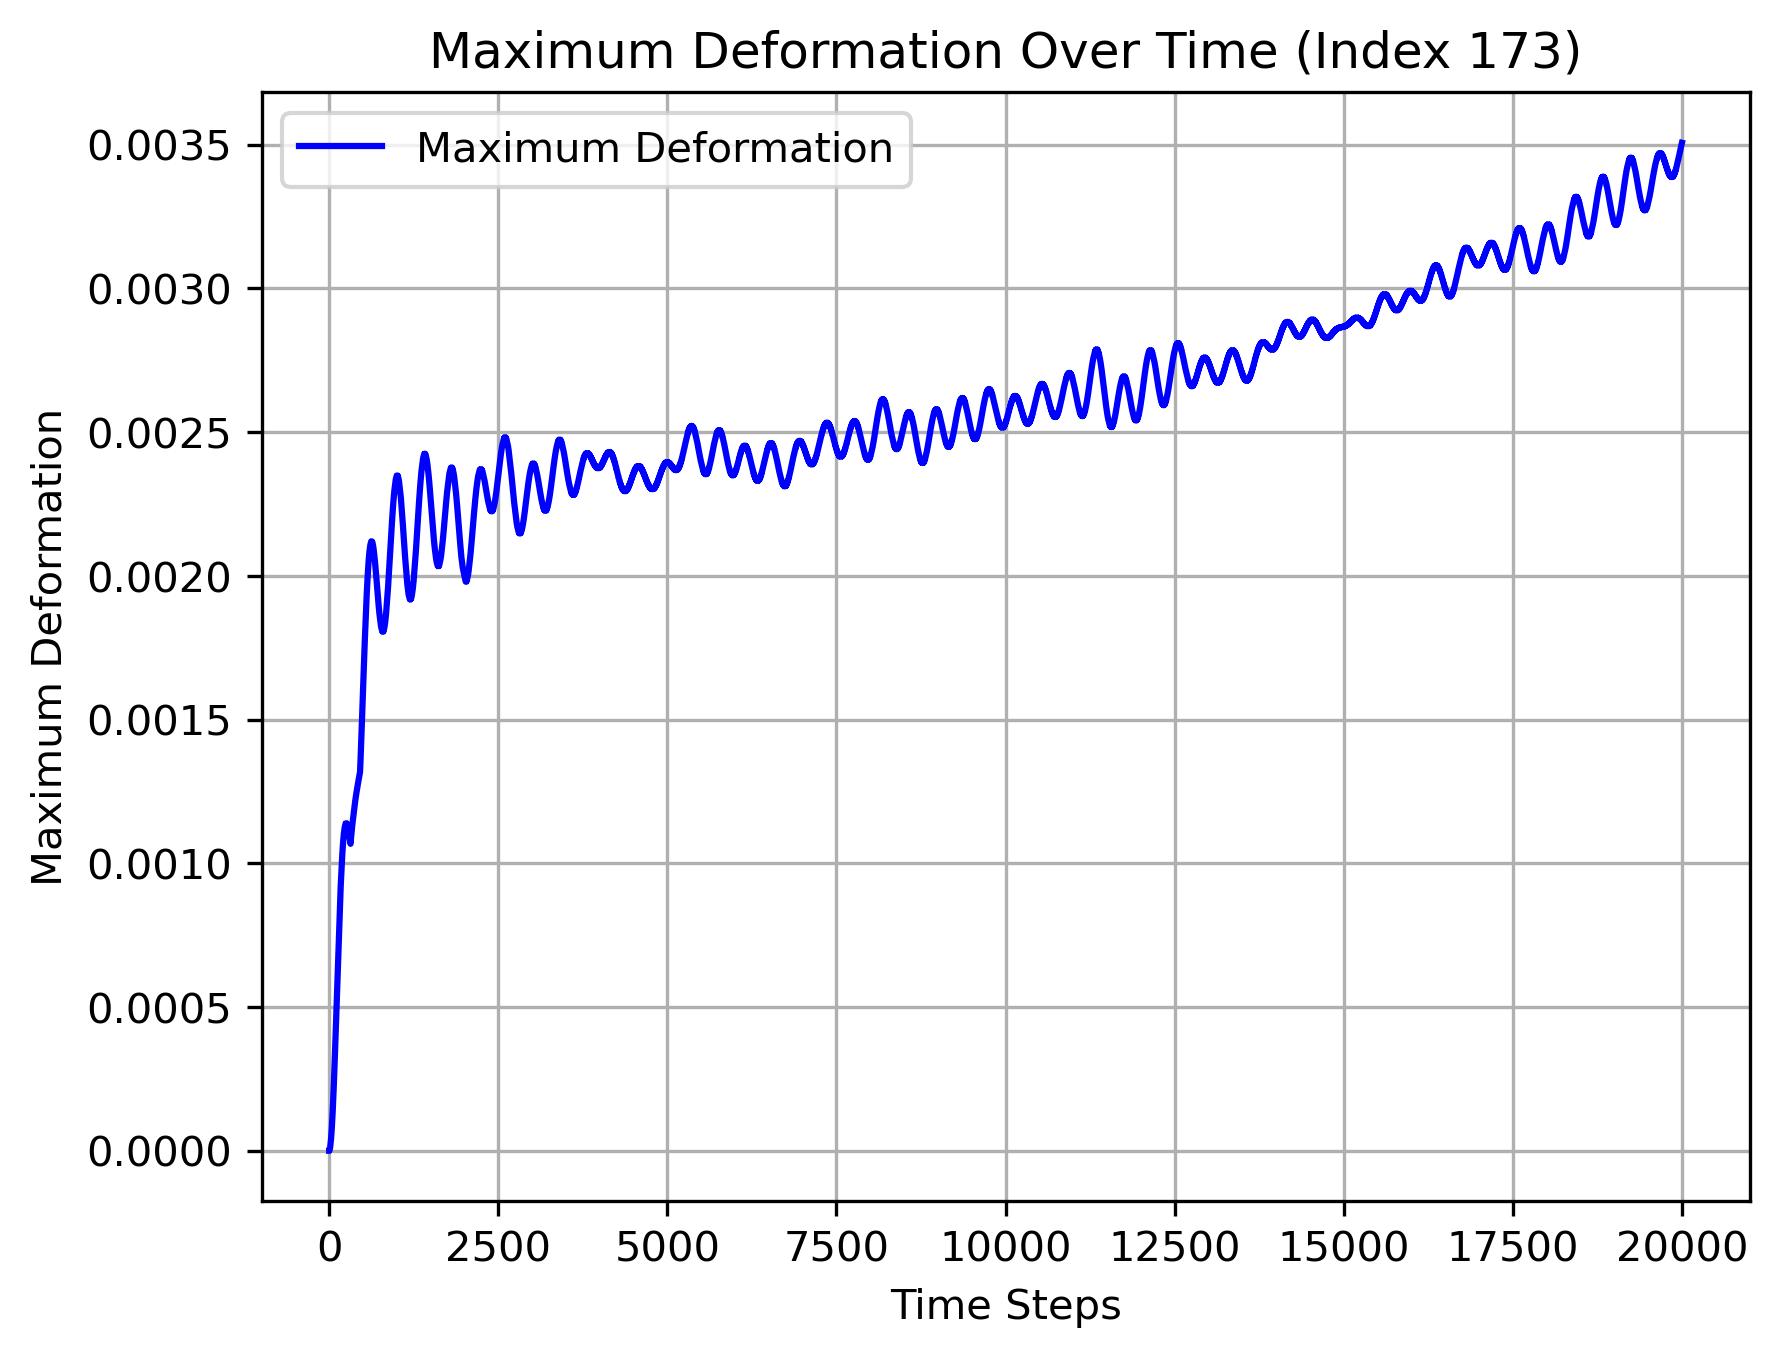 Maximum Deformation Over Time (Index 173)
Maximum Deformation
Maximum Deformation
0.0035
0.0030
0.0025
0.0020
0.0015
0.0010
0.0005
0.0000
0 2500 5000 7500 10000 12500 15000 17500 20000
Time Steps